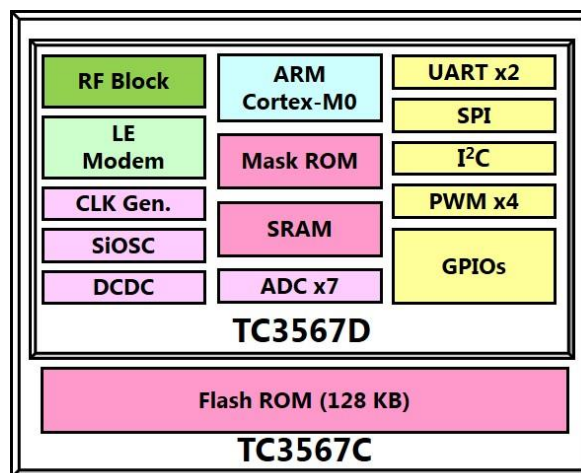 RF Block
LE
Modem
CLK Gen.
SiOSC
DCDC
ARM
Cortex-M0
Mask ROM
SRAM
ADC x7
UART x2
SPI
I²C
PWM x4
GPIOs
TC3567D
Flash ROM (128 KB)
TC3567C